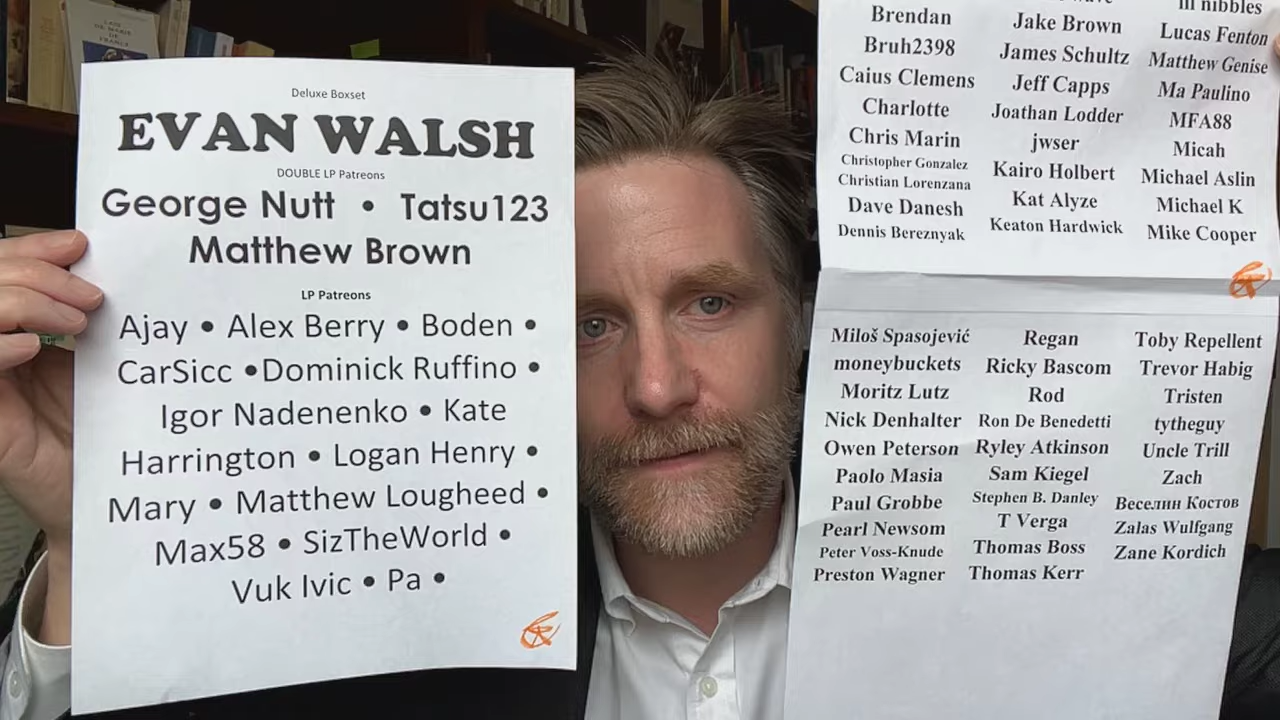 LAIS
DE MARIE
DE
FRANCE
Deluxe Boxset
EVAN WALSH
DOUBLE LP Patreons
George Nutt • Tatsu123
Matthew Brown
LP Patreons
Ajay • Alex Berry • Boden •
CarSicc •Dominick Ruffino •
Igor Nadenenko • Kate
Harrington • Logan Henry •
Mary • Matthew Lougheed •
Max58 • SizTheWorld •
Vuk Ivic • Pa •
Brendan
Bruh2398
Caius Clemens
Charlotte
Chris Marin
Christopher Gonzalez
Christian Lorenzana
Dave Danesh
Dennis Bereznyak
Jake Brown
James Schultz
Jeff Capps
Joathan Lodder
jwser
Kairo Holbert
Kat Alyze
Keaton Hardwick
nibbles
Lucas Fenton
Matthew Genise
Ma Paulino
MFA88
Micah
Michael Aslin
Michael K
Mike Cooper
Miloš Spasojević
moneybuckets
Moritz Lutz
Nick Denhalter
Owen Peterson
Paolo Masia
Paul Grobbe
Pearl Newsom
Peter Voss-Knude
Preston Wagner
Regan
Ricky Bascom
Rod
Ron De Benedetti
Ryley Atkinson
Sam Kiegel
Stephen B. Danley
T Verga
Thomas Boss
Thomas Kerr
Toby Repellent
Trevor Habig
Tristen
tytheguy
Uncle Trill
Zach
Веселин Костов
Zalas Wulfgang
Zane Kordich